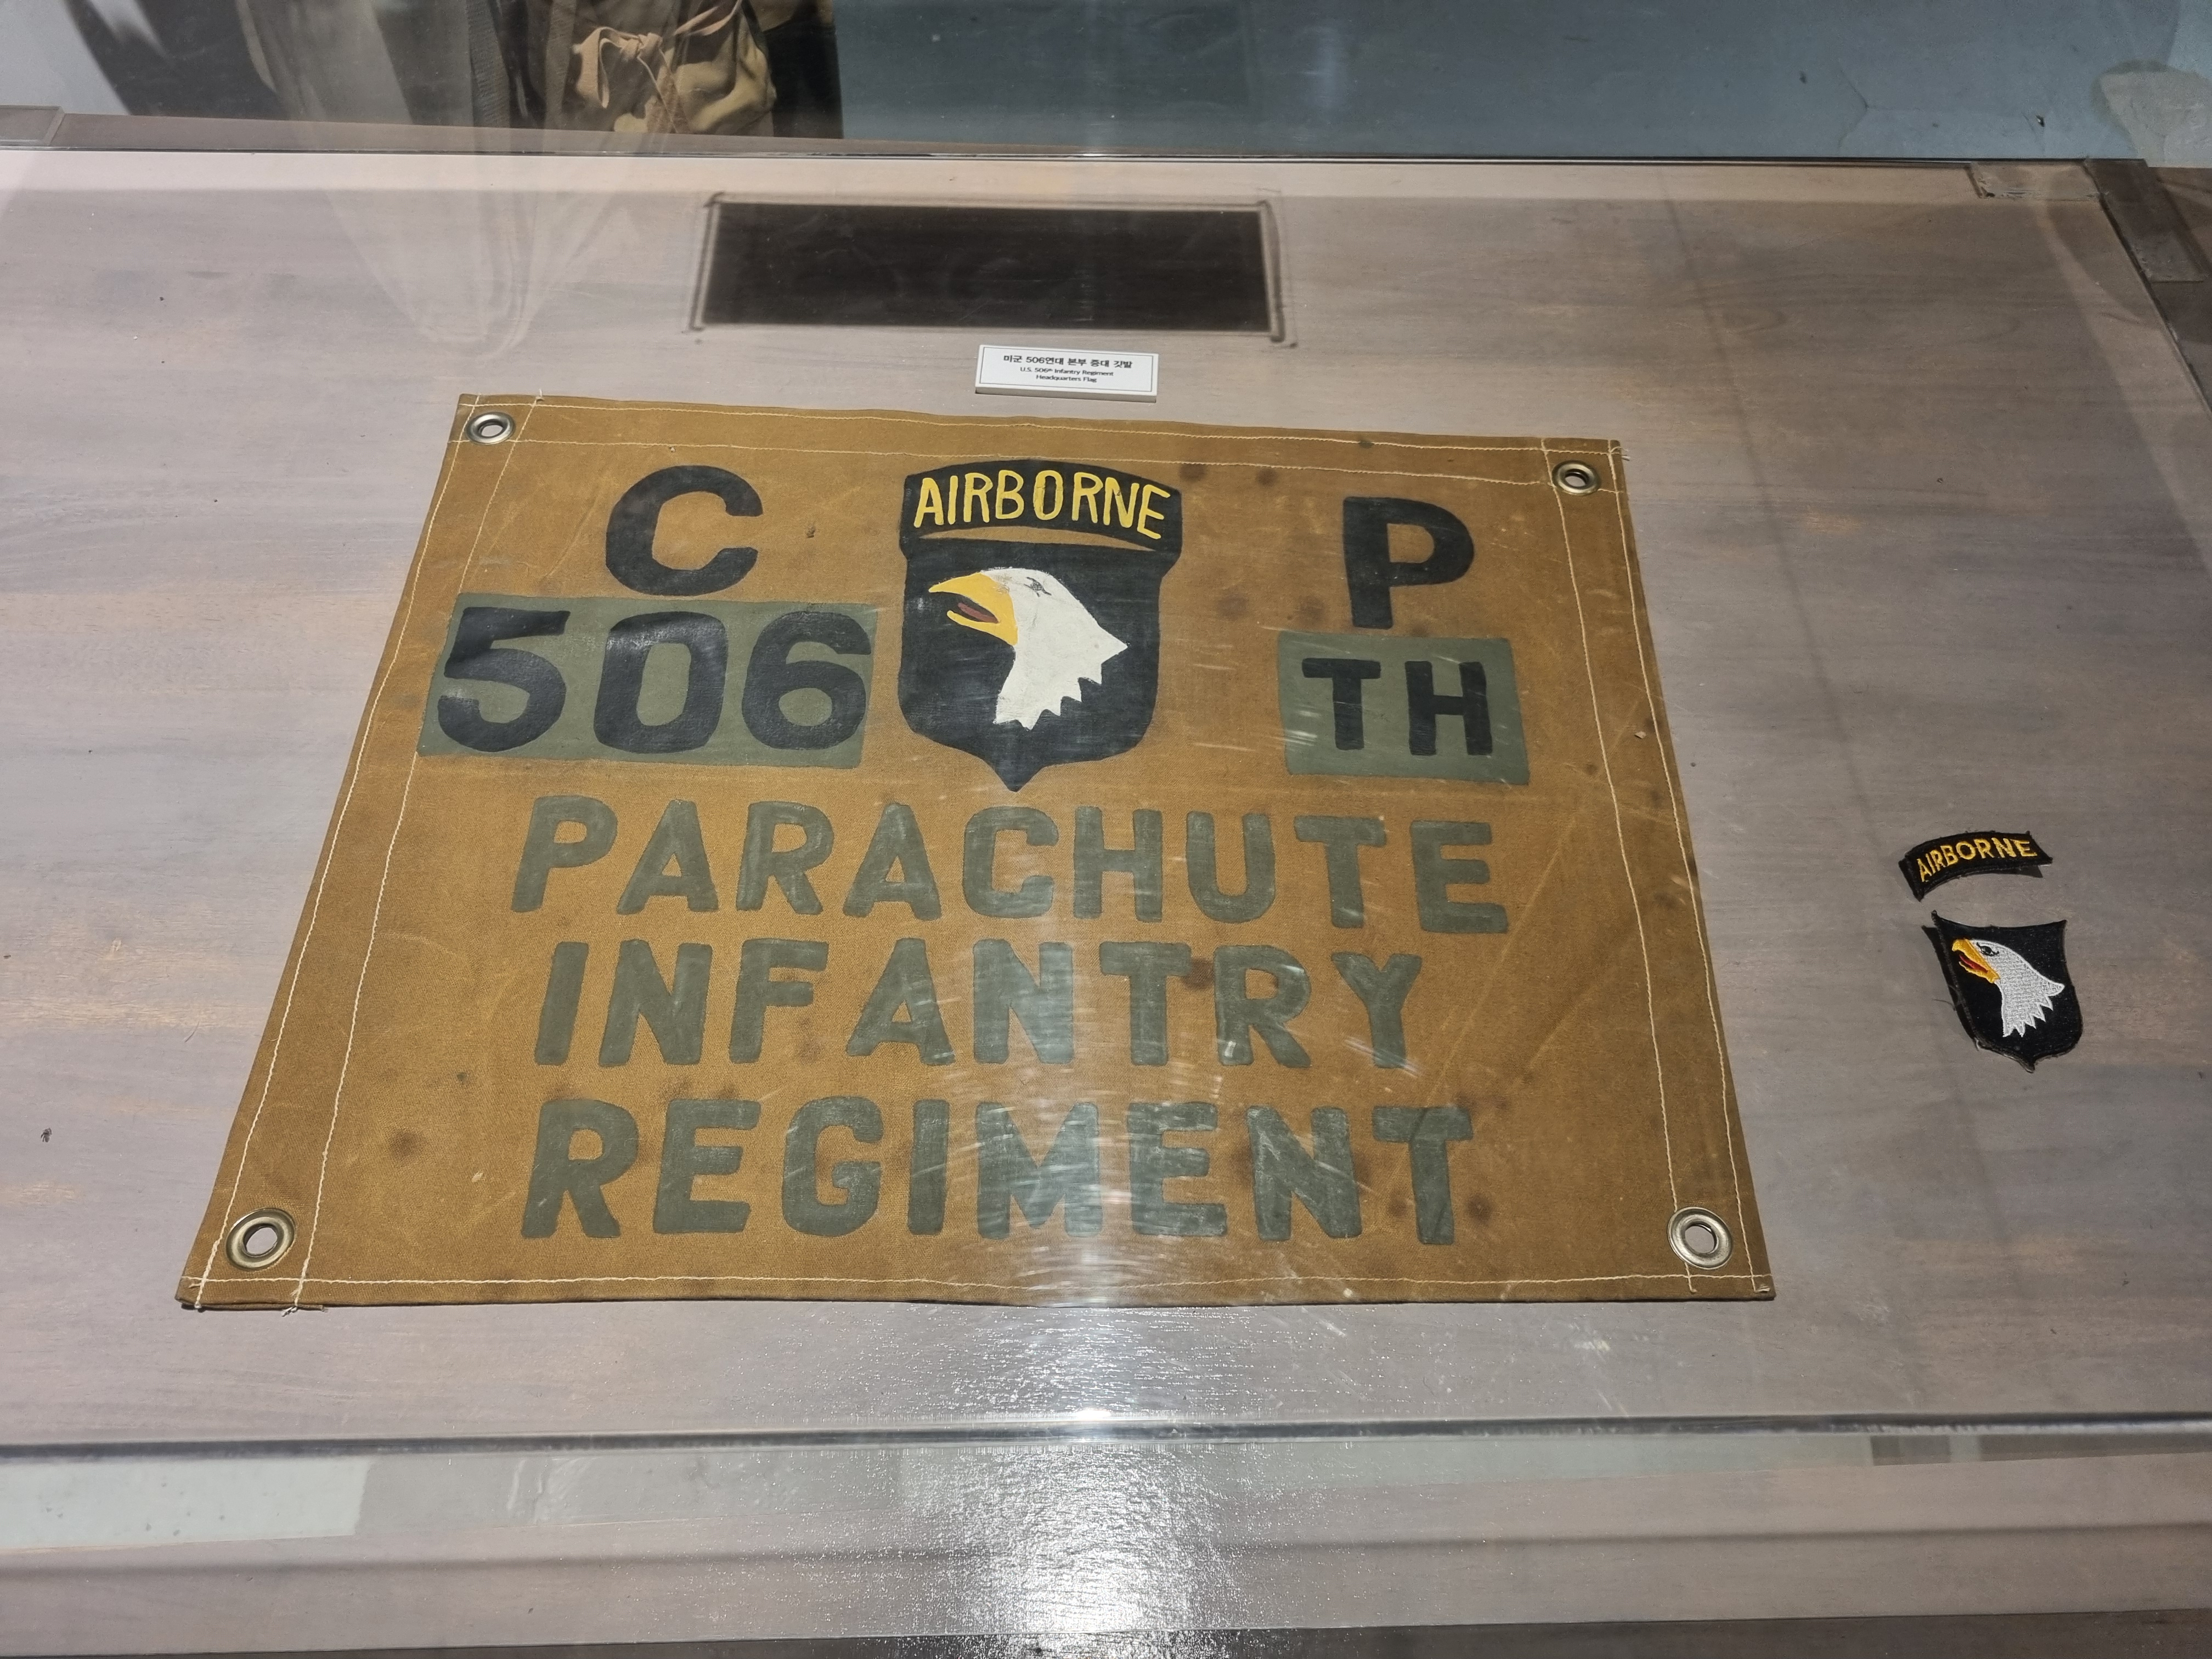 미군 506연대 본부 중대 깃발
U.S. 506th Infantry Regiment
Headquarters Flag
C AIRBORNE P
506 TH
PARACHUTE
INFANTRY
REGIMENT
AIRBORNE